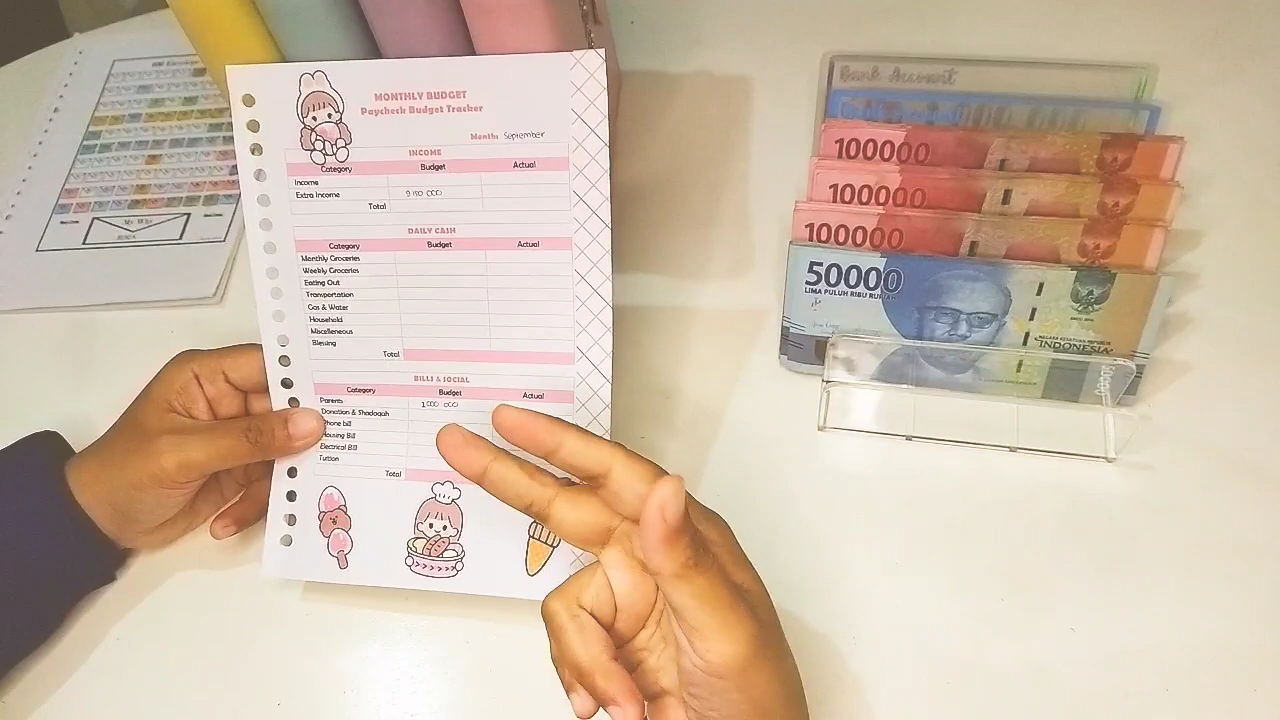 MONTHLY BUDGET
Paycheck Budget Tracker
Month: September
INCOME
Category Budget Actual
Income
Extra Income 9 150 000
Total
DAILY CASH
Category Budget Actual
Monthly Groceries
Weekly Groceries
Eating Out
Transportation
Gas & Water
Household
Miscellaneous
Blessing
Total
BILLS & SOCIAL
Category Budget Actual
Parents 1 000 000
Donation & Shadaqah
Phone bill
Housing Bill
Electrical Bill
Tuition
Total
Bank Account
100000
100000
100000
50000
LIMA PULUH RIBU RUPIAH
INDONESIA